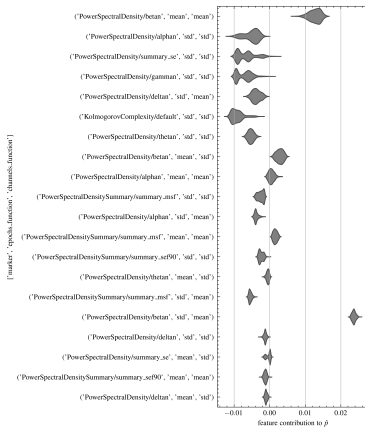 ['marker', 'epochs_function', 'channels_function']
('PowerSpectralDensity/betan', 'mean', 'mean')
('PowerSpectralDensity/alphan', 'std', 'std')
('PowerSpectralDensity/summary_se', 'std', 'std')
('PowerSpectralDensity/gamman', 'std', 'std')
('PowerSpectralDensity/deltan', 'std', 'mean')
('KolmogorovComplexity/default', 'std', 'std')
('PowerSpectralDensity/thetan', 'std', 'std')
('PowerSpectralDensity/betan', 'mean', 'std')
('PowerSpectralDensity/alphan', 'mean', 'std')
('PowerSpectralDensitySummary/summary_msf', 'std', 'std')
('PowerSpectralDensity/alphan', 'std', 'mean')
('PowerSpectralDensitySummary/summary_msf', 'mean', 'mean')
('PowerSpectralDensitySummary/summary_sef90', 'std', 'std')
('PowerSpectralDensity/thetan', 'mean', 'std')
('PowerSpectralDensitySummary/summary_msf', 'std', 'mean')
('PowerSpectralDensity/betan', 'std', 'mean')
('PowerSpectralDensity/deltan', 'std', 'std')
('PowerSpectralDensity/summary_se', 'mean', 'std')
('PowerSpectralDensitySummary/summary_sef90', 'mean', 'mean')
('PowerSpectralDensity/deltan', 'mean', 'mean')
−0.01 0.00 0.01 0.02
feature contribution to p̂